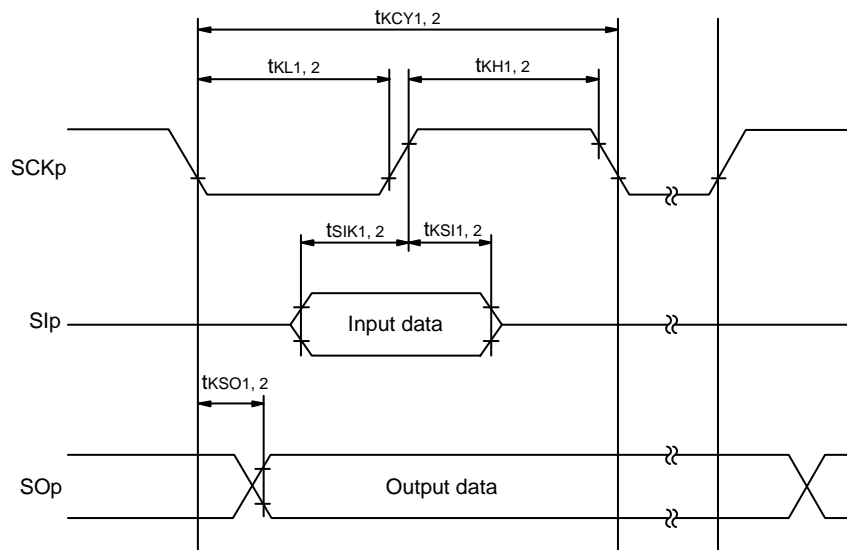 tKCY1, 2
tKL1, 2
tKH1, 2
SCKp
tSIK1, 2
tKSI1, 2
SIp
Input data
tKSO1, 2
SOp
Output data